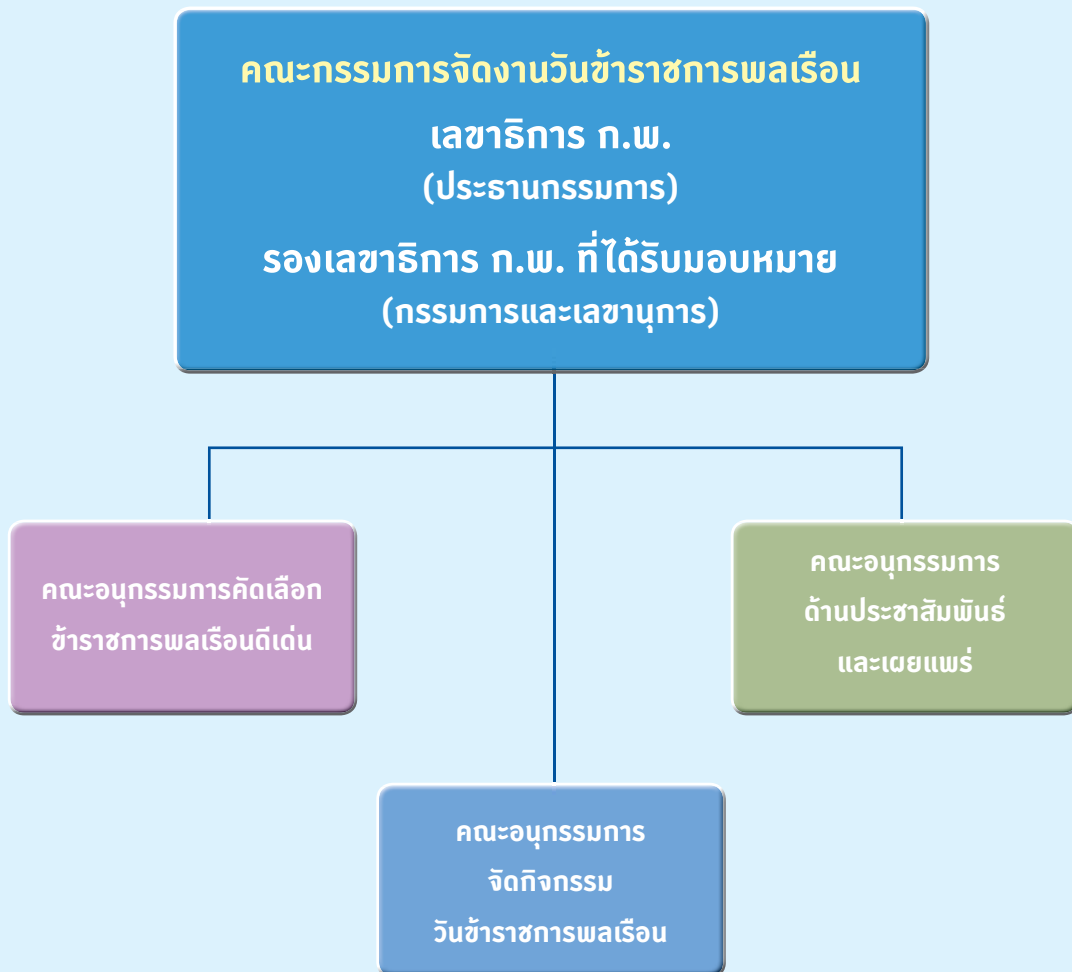 คณะกรรมการจัดงานวันข้าราชการพลเรือน
เลขาธิการ ก.พ.
(ประธานกรรมการ)
รองเลขาธิการ ก.พ. ที่ได้รับมอบหมาย
(กรรมการและเลขานุการ)
คณะอนุกรรมการคัดเลือก
ข้าราชการพลเรือนดีเด่น
คณะอนุกรรมการ
ด้านประชาสัมพันธ์
และเผยแพร่
คณะอนุกรรมการ
จัดกิจกรรม
วันข้าราชการพลเรือน